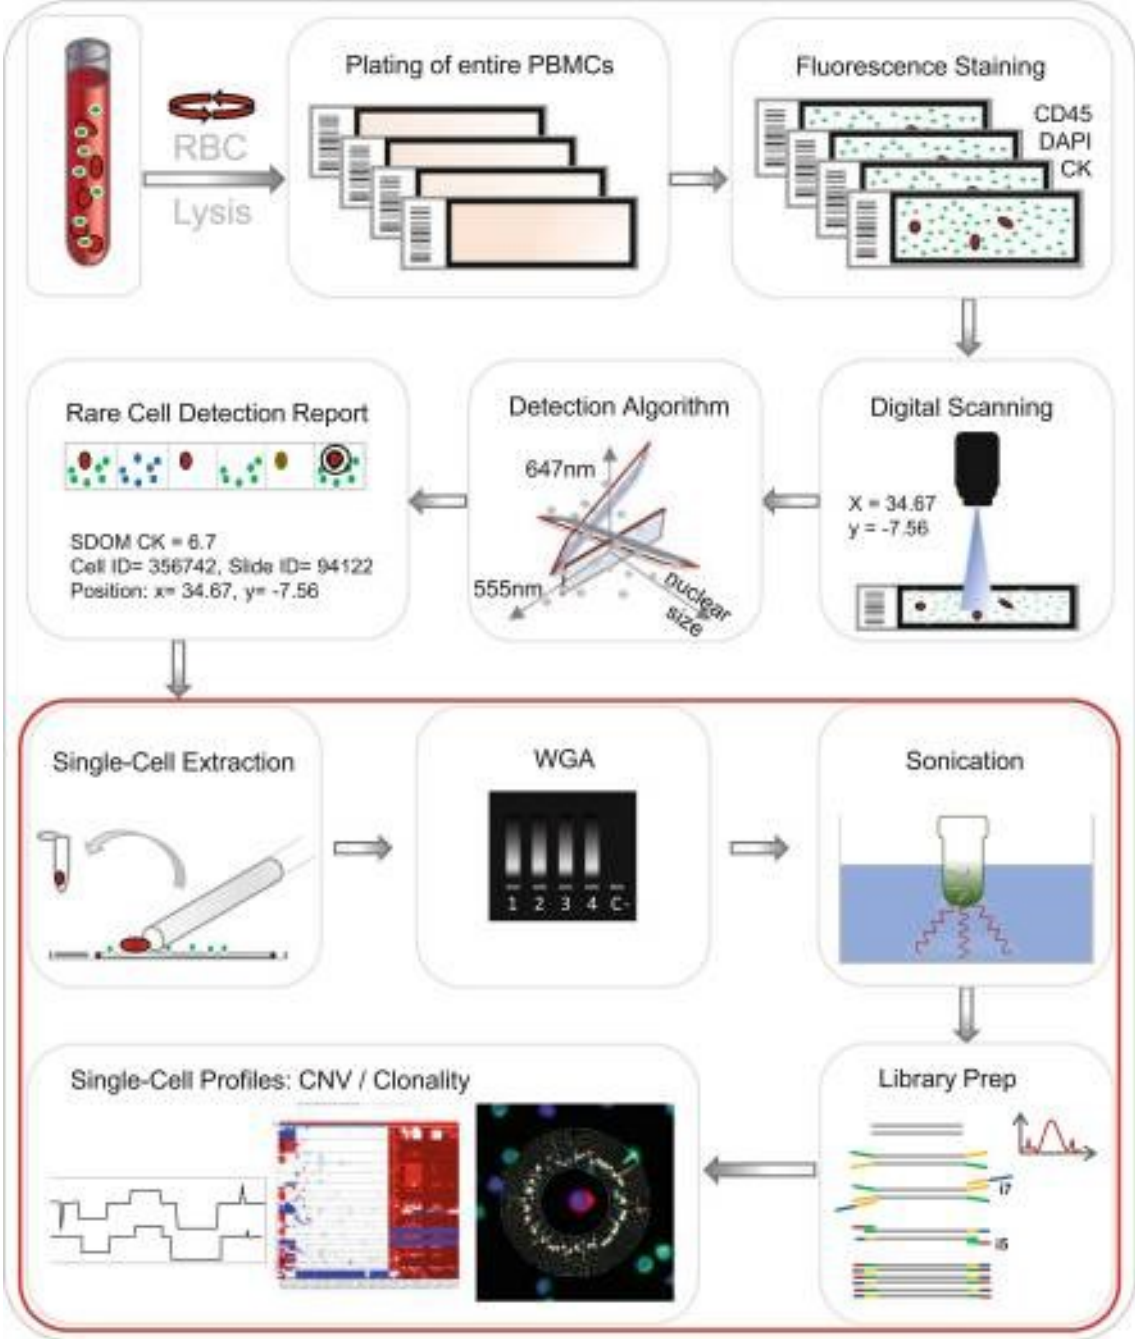 RBC
Lysis
Plating of entire PBMCs
Fluorescence Staining
CD45
DAPI
CK
Rare Cell Detection Report
SDOM CK = 6.7
Cell ID= 356742, Slide ID= 94122
Position: x= 34.67, y= -7.56
Detection Algorithm
647nm
555nm
nuclear
size
Digital Scanning
X = 34.67
y = -7.56
Single-Cell Extraction
WGA
1 2 3 4 C-
Sonication
Single-Cell Profiles: CNV / Clonality
Library Prep
i7
i5